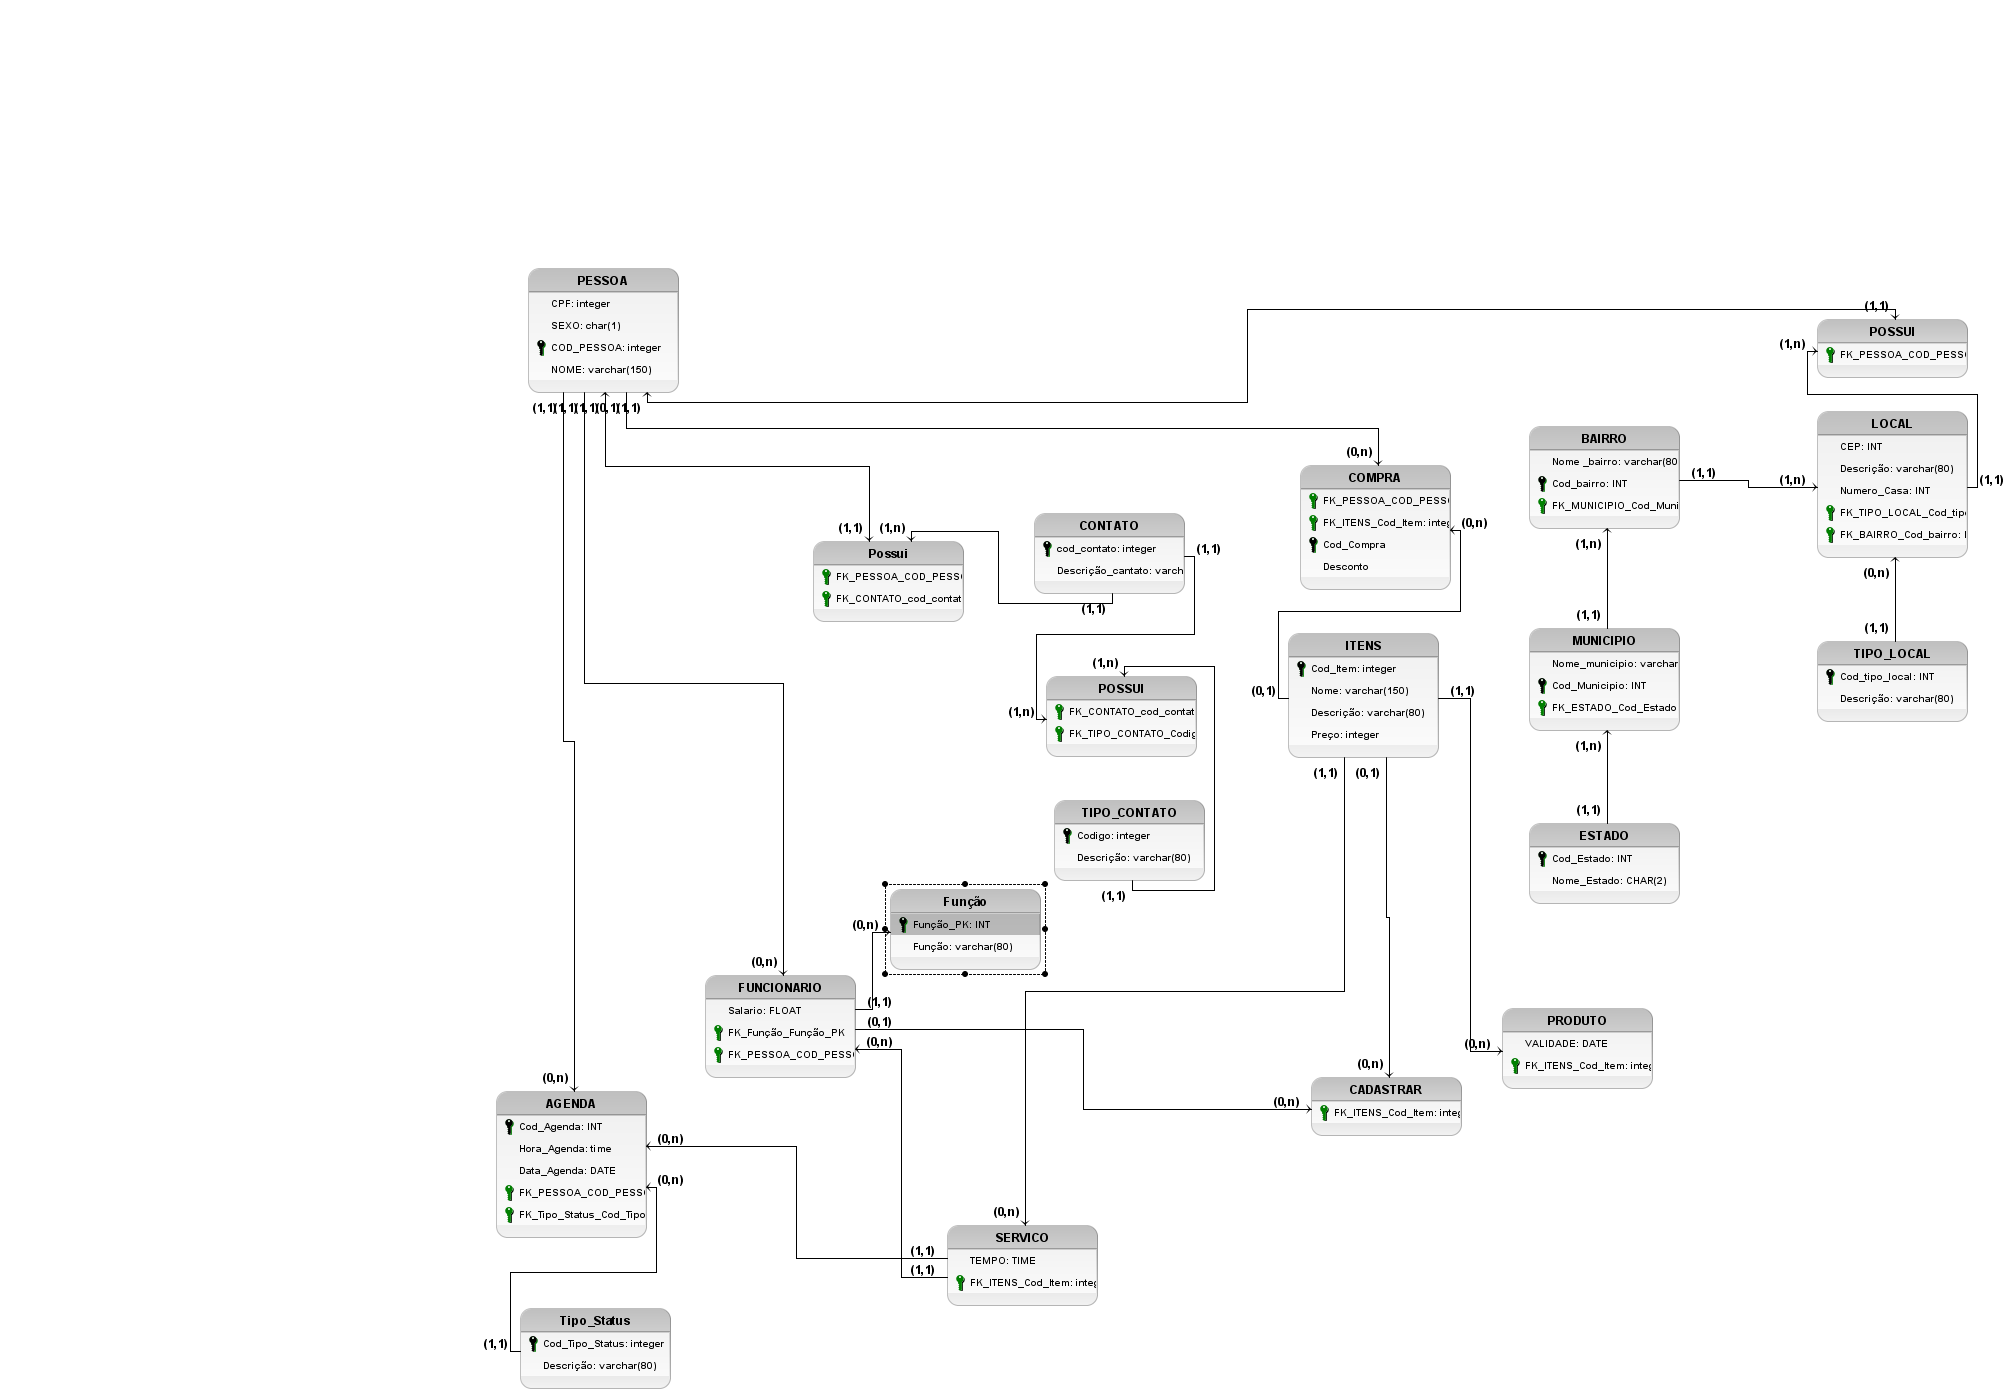 PESSOA
CPF: integer
SEXO: char(1)
COD_PESSOA: integer
NOME: varchar(150)
(1,1)
(1,1)
(1,1)
(0,1)
(1,1)
(1,1)
POSSUI
(1,n)
FK_PESSOA_COD_PESS
LOCAL
CEP: INT
Descrição: varchar(80)
Numero_Casa: INT
FK_TIPO_LOCAL_Cod_tip
FK_BAIRRO_Cod_bairro: I
(1,1)
(1,n)
(0,n)
BAIRRO
Nome _bairro: varchar(80
Cod_bairro: INT
FK_MUNICIPIO_Cod_Muni
(1,1)
(1,n)
(0,n)
COMPRA
FK_PESSOA_COD_PESS
FK_ITENS_Cod_Item: inte
Cod_Compra
Desconto
(0,n)
CONTATO
cod_contato: integer
Descrição_cantato: varch
(1,1)
(1,1)
(1,1)
(1,n)
Possui
FK_PESSOA_COD_PESS
FK_CONTATO_cod_contat
(1,1)
MUNICIPIO
Nome_municipio: varchar
Cod_Municipio: INT
FK_ESTADO_Cod_Estado
(1,n)
(1,1)
TIPO_LOCAL
Cod_tipo_local: INT
Descrição: varchar(80)
ITENS
Cod_Item: integer
Nome: varchar(150)
Descrição: varchar(80)
Preço: integer
(0,1)
(1,1)
(1,1)
(0,1)
(1,n)
POSSUI
(1,n)
FK_CONTATO_cod_contat
FK_TIPO_CONTATO_Codig
TIPO_CONTATO
Codigo: integer
Descrição: varchar(80)
(1,1)
(1,1)
ESTADO
Cod_Estado: INT
Nome_Estado: CHAR(2)
Função
Função_PK: INT
Função: varchar(80)
(0,n)
(0,n)
FUNCIONARIO
Salario: FLOAT
FK_Função_Função_PK
FK_PESSOA_COD_PESS
(1,1)
(0,1)
(0,n)
PRODUTO
VALIDADE: DATE
FK_ITENS_Cod_Item: inte
(0,n)
(0,n)
CADASTRAR
FK_ITENS_Cod_Item: inte
(0,n)
(0,n)
AGENDA
Cod_Agenda: INT
Hora_Agenda: time
Data_Agenda: DATE
FK_PESSOA_COD_PESS
FK_Tipo_Status_Cod_Tipo
(0,n)
(0,n)
(0,n)
SERVICO
TEMPO: TIME
FK_ITENS_Cod_Item: inte
(1,1)
(1,1)
Tipo_Status
Cod_Tipo_Status: integer
Descrição: varchar(80)
(1,1)